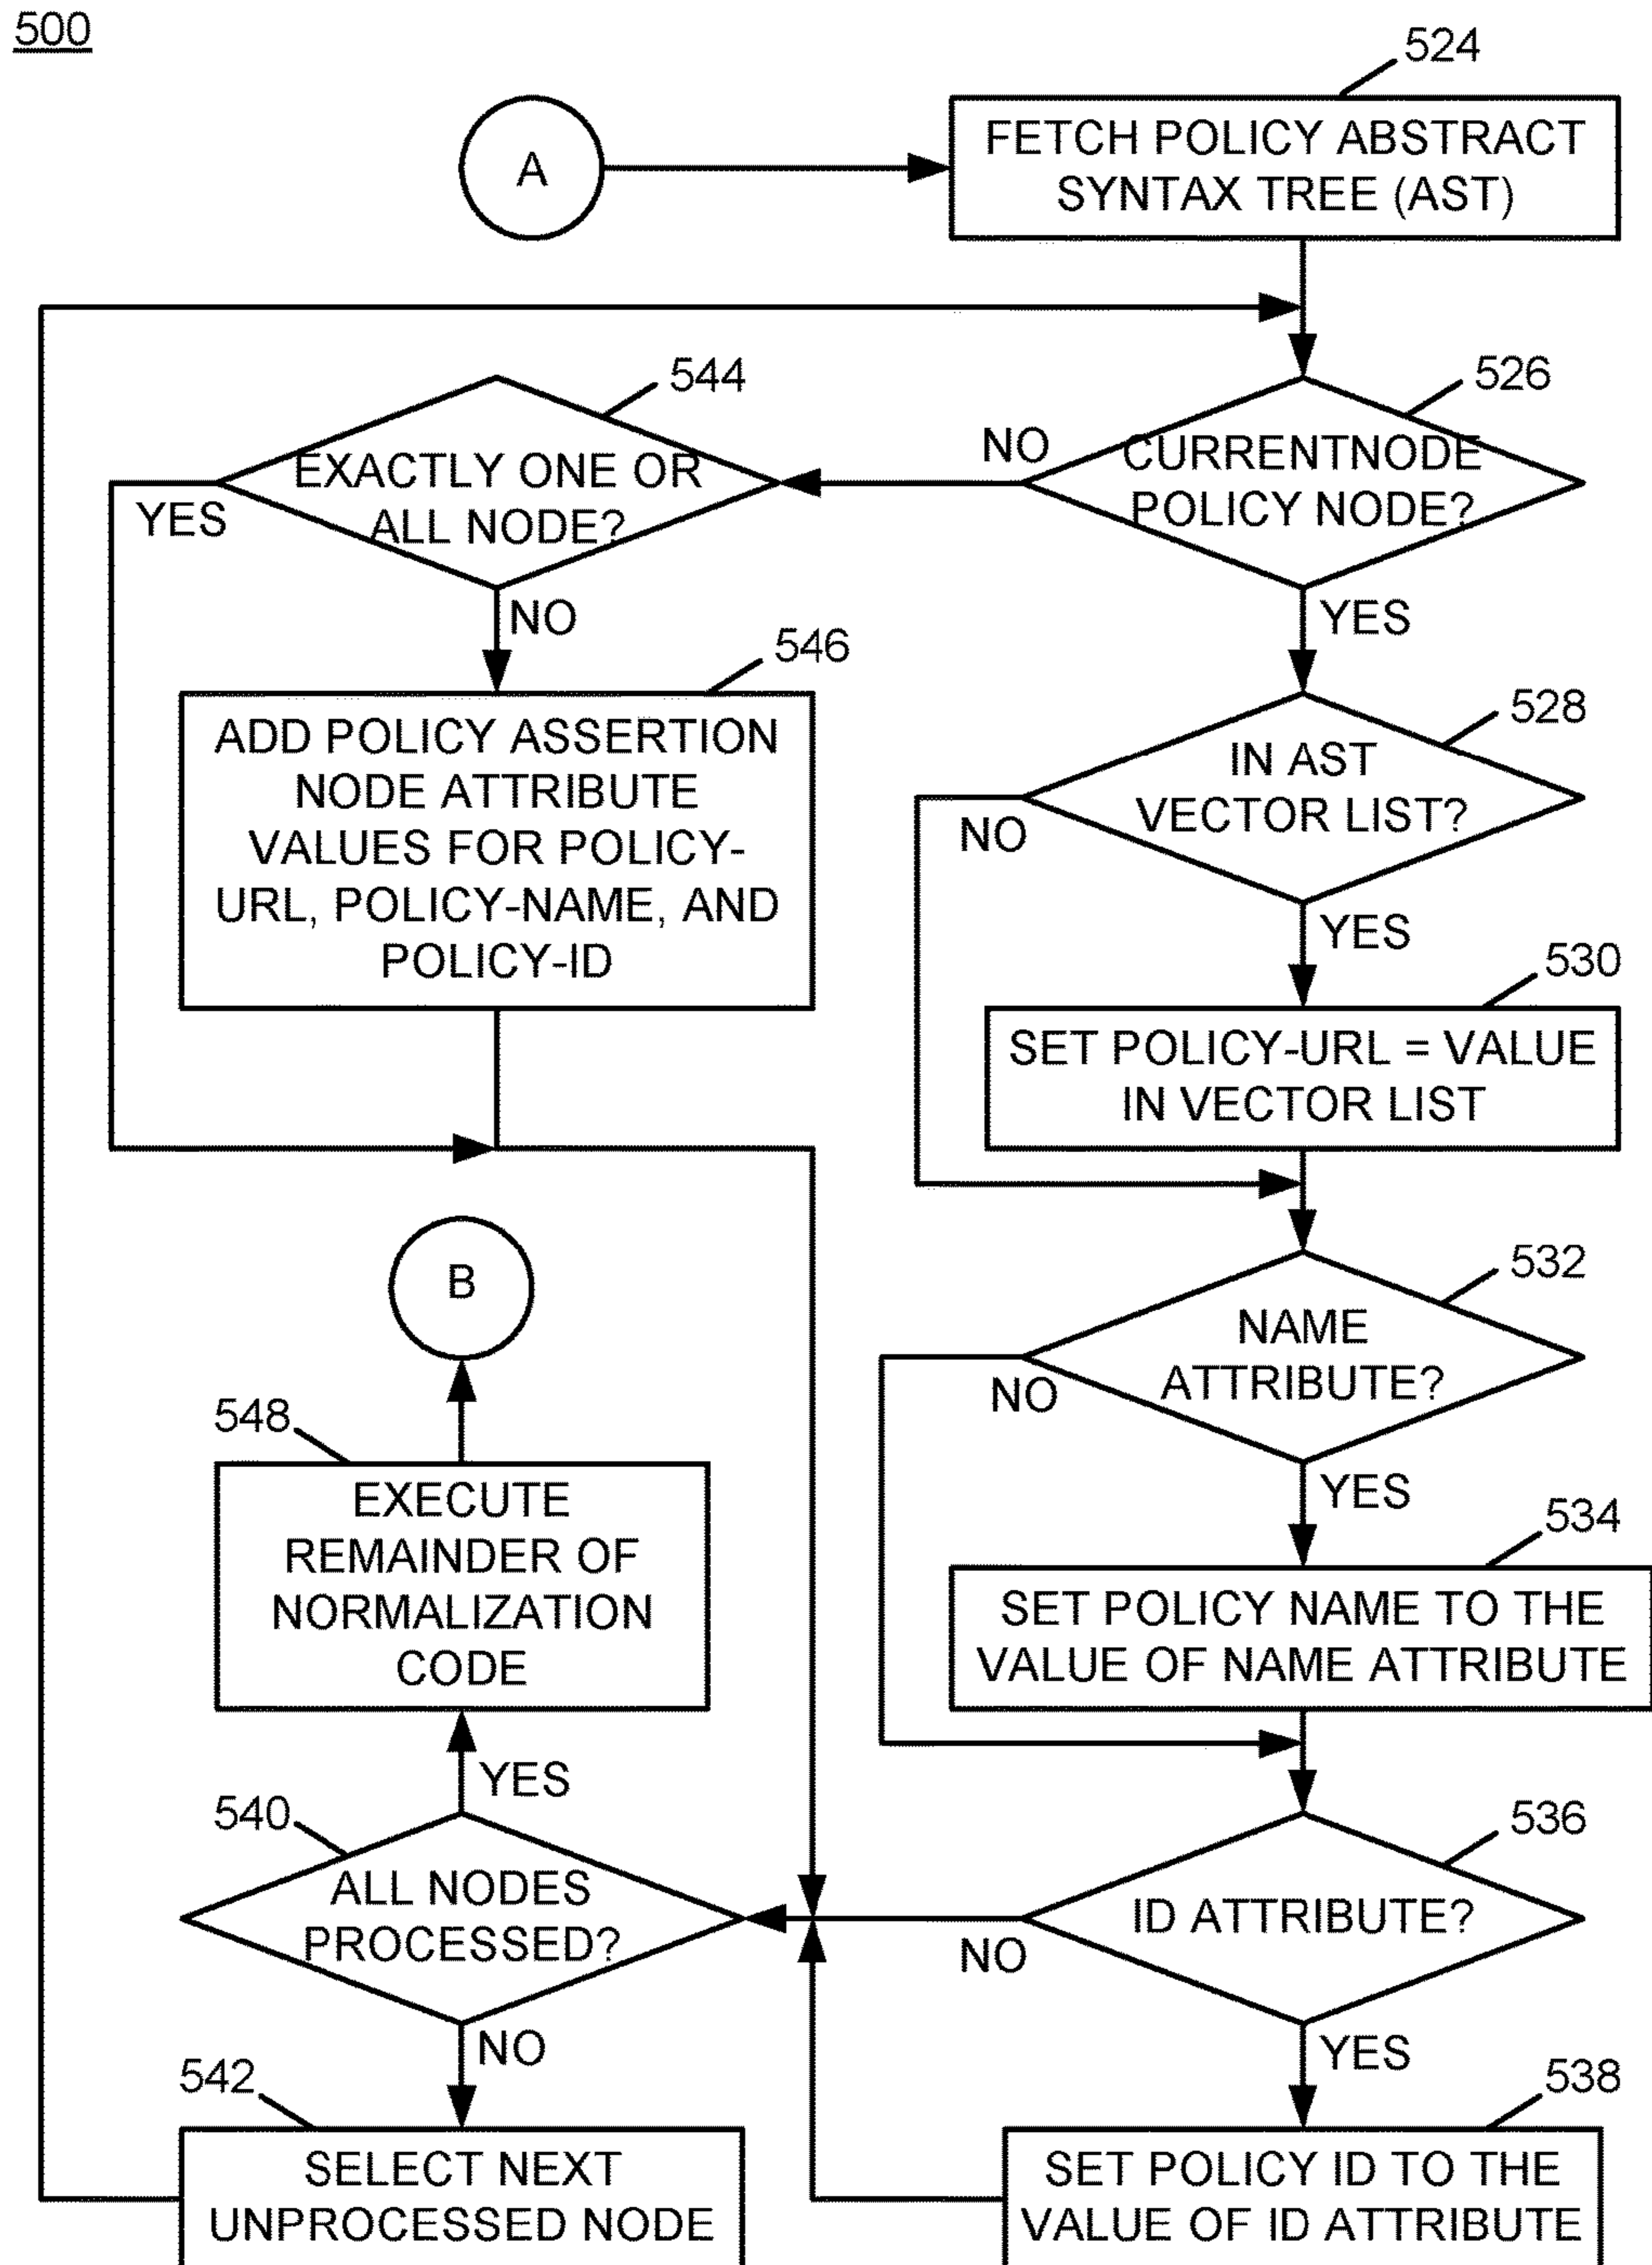 500
524
A
FETCH POLICY ABSTRACT
SYNTAX TREE (AST)
544
526
NO
EXACTLY ONE OR
ALL NODE?
CURRENTNODE
POLICY NODE?
YES
NO
YES
546
528
ADD POLICY ASSERTION
NODE ATTRIBUTE
VALUES FOR POLICY-
URL, POLICY-NAME, AND
POLICY-ID
IN AST
VECTOR LIST?
NO
YES
530
SET POLICY-URL = VALUE
IN VECTOR LIST
B
532
NAME
ATTRIBUTE?
NO
YES
548
EXECUTE
REMAINDER OF
NORMALIZATION
CODE
534
SET POLICY NAME TO THE
VALUE OF NAME ATTRIBUTE
YES
540
536
ALL NODES
PROCESSED?
ID ATTRIBUTE?
NO
NO
YES
542
538
SELECT NEXT
UNPROCESSED NODE
SET POLICY ID TO THE
VALUE OF ID ATTRIBUTE